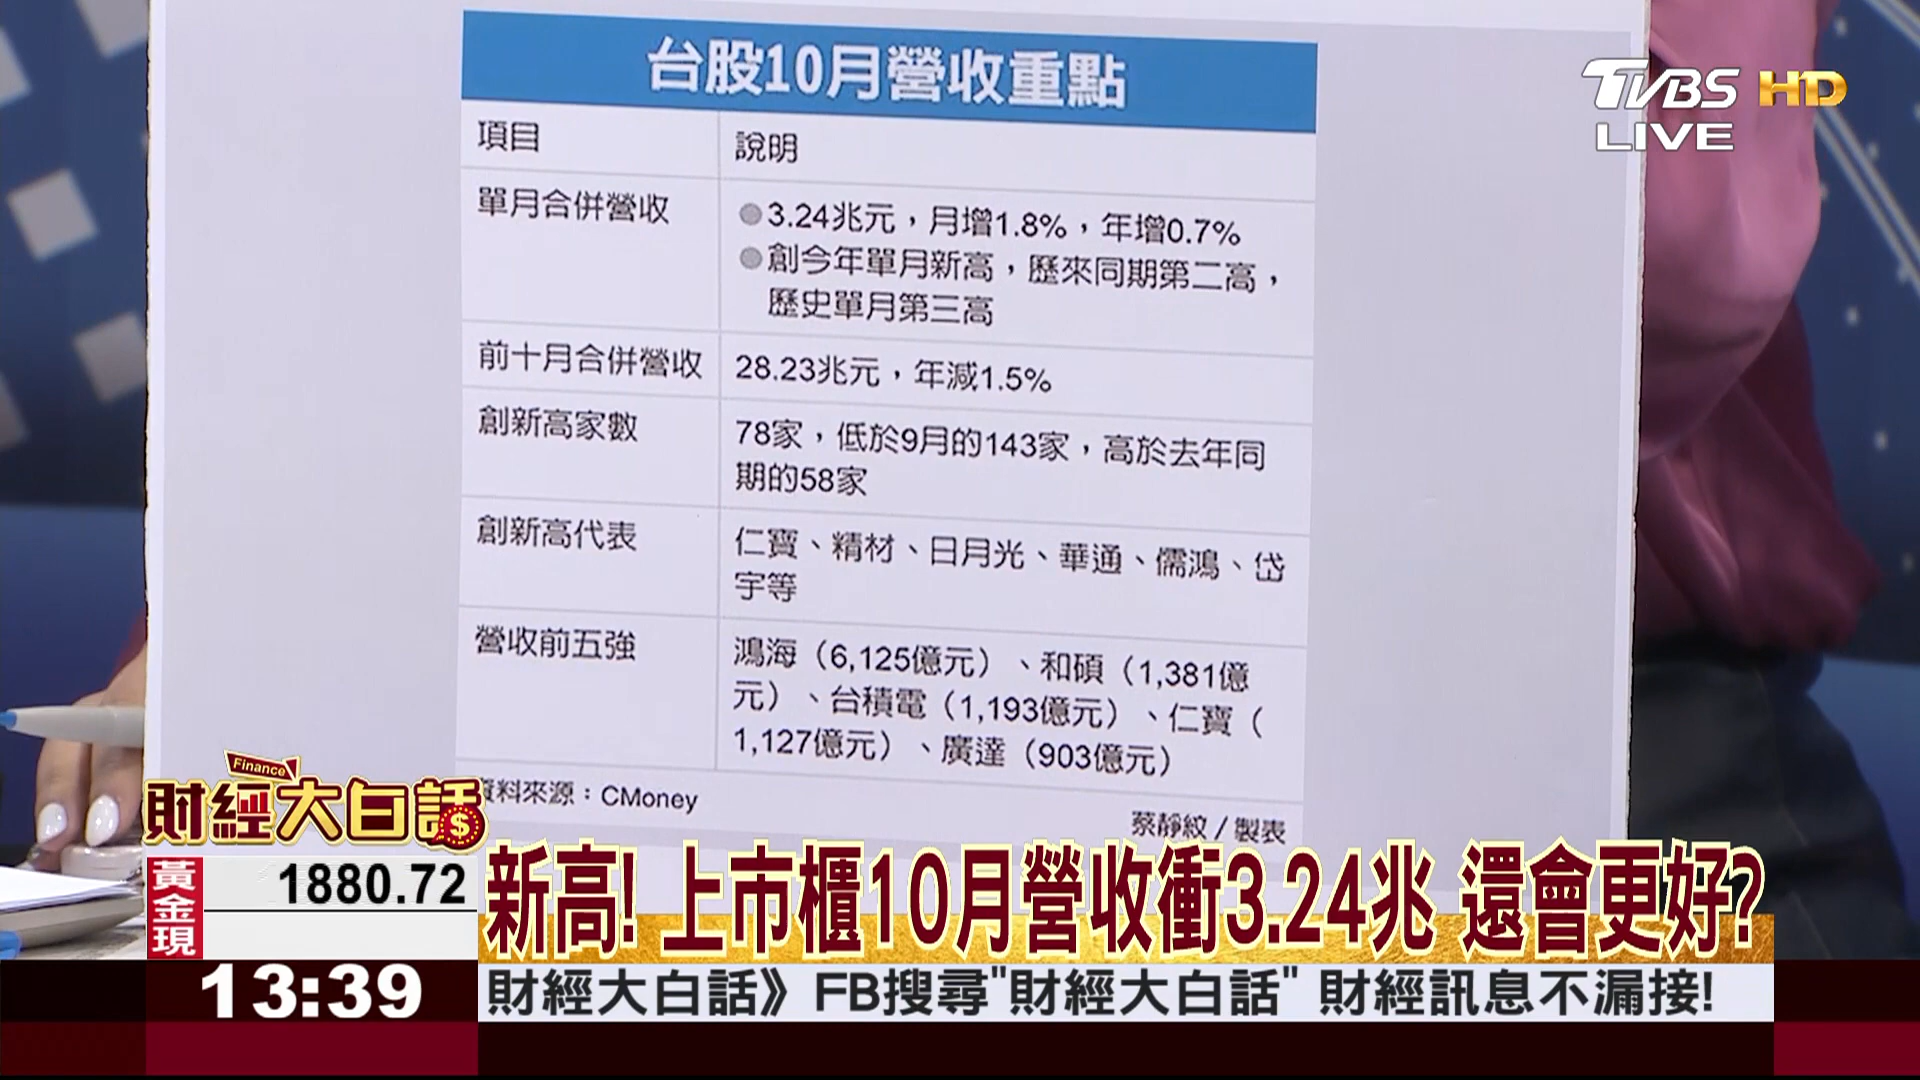 台股10月營收重點
TVBS HD
LIVE
項目
說明
單月合併營收
●3.24兆元，月增1.8%，年增0.7%
●創今年單月新高，歷來同期第二高，
歷史單月第三高
前十月合併營收
28.23兆元，年減1.5%
創新高家數
78家，低於9月的143家，高於去年同
期的58家
創新高代表
仁寶、精材、日月光、華通、儒鴻、岱
宇等
營收前五強
鴻海（6,125億元）、和碩（1,381億
元）、台積電（1,193億元）、仁寶（
1,127億元）、廣達（903億元）
資料來源：CMoney
蔡靜紋／製表
Finance
財經大白話
黃金現
1880.72
新高! 上市櫃10月營收衝3.24兆 還會更好?
13:39
財經大白話》FB搜尋"財經大白話" 財經訊息不漏接!